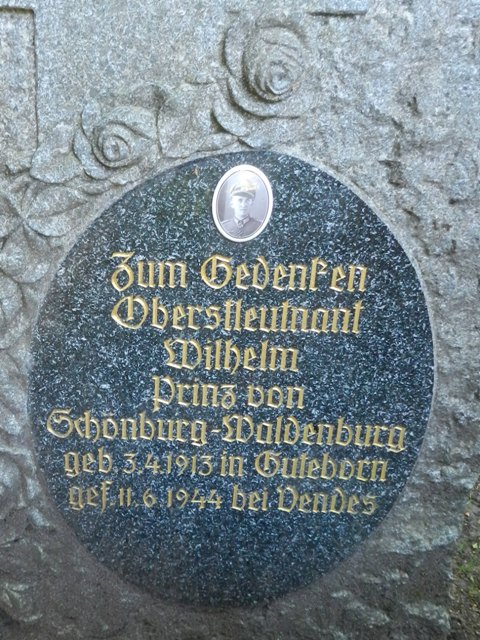 Zum Gedenken
Oberstleutnant
Wilhelm
Prinz von
Schönburg-Waldenburg
geb. 3.4.1913 in Guteborn
gef. 11.6.1944 bei Vendes